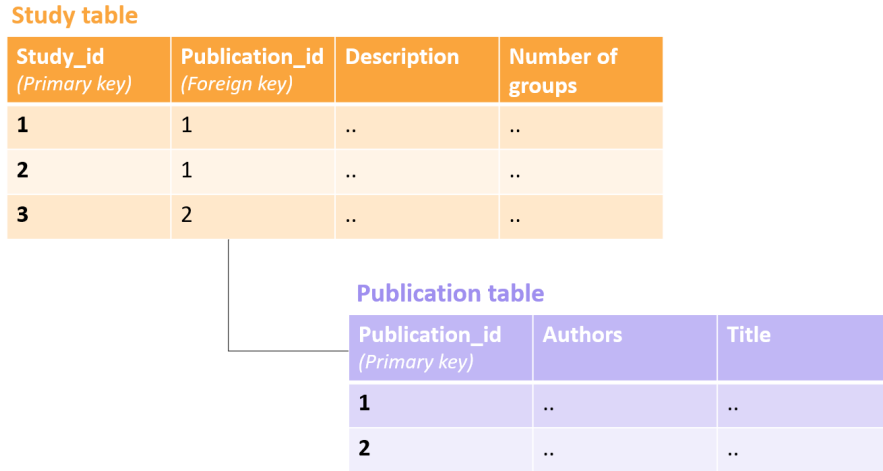 Study table
Study_id Publication_id Description Number of
(Primary key) (Foreign key) groups
1 1 .. ..
2 1 .. ..
3 2 .. ..
Publication table
Publication_id Authors Title
(Primary key)
1 .. ..
2 .. ..